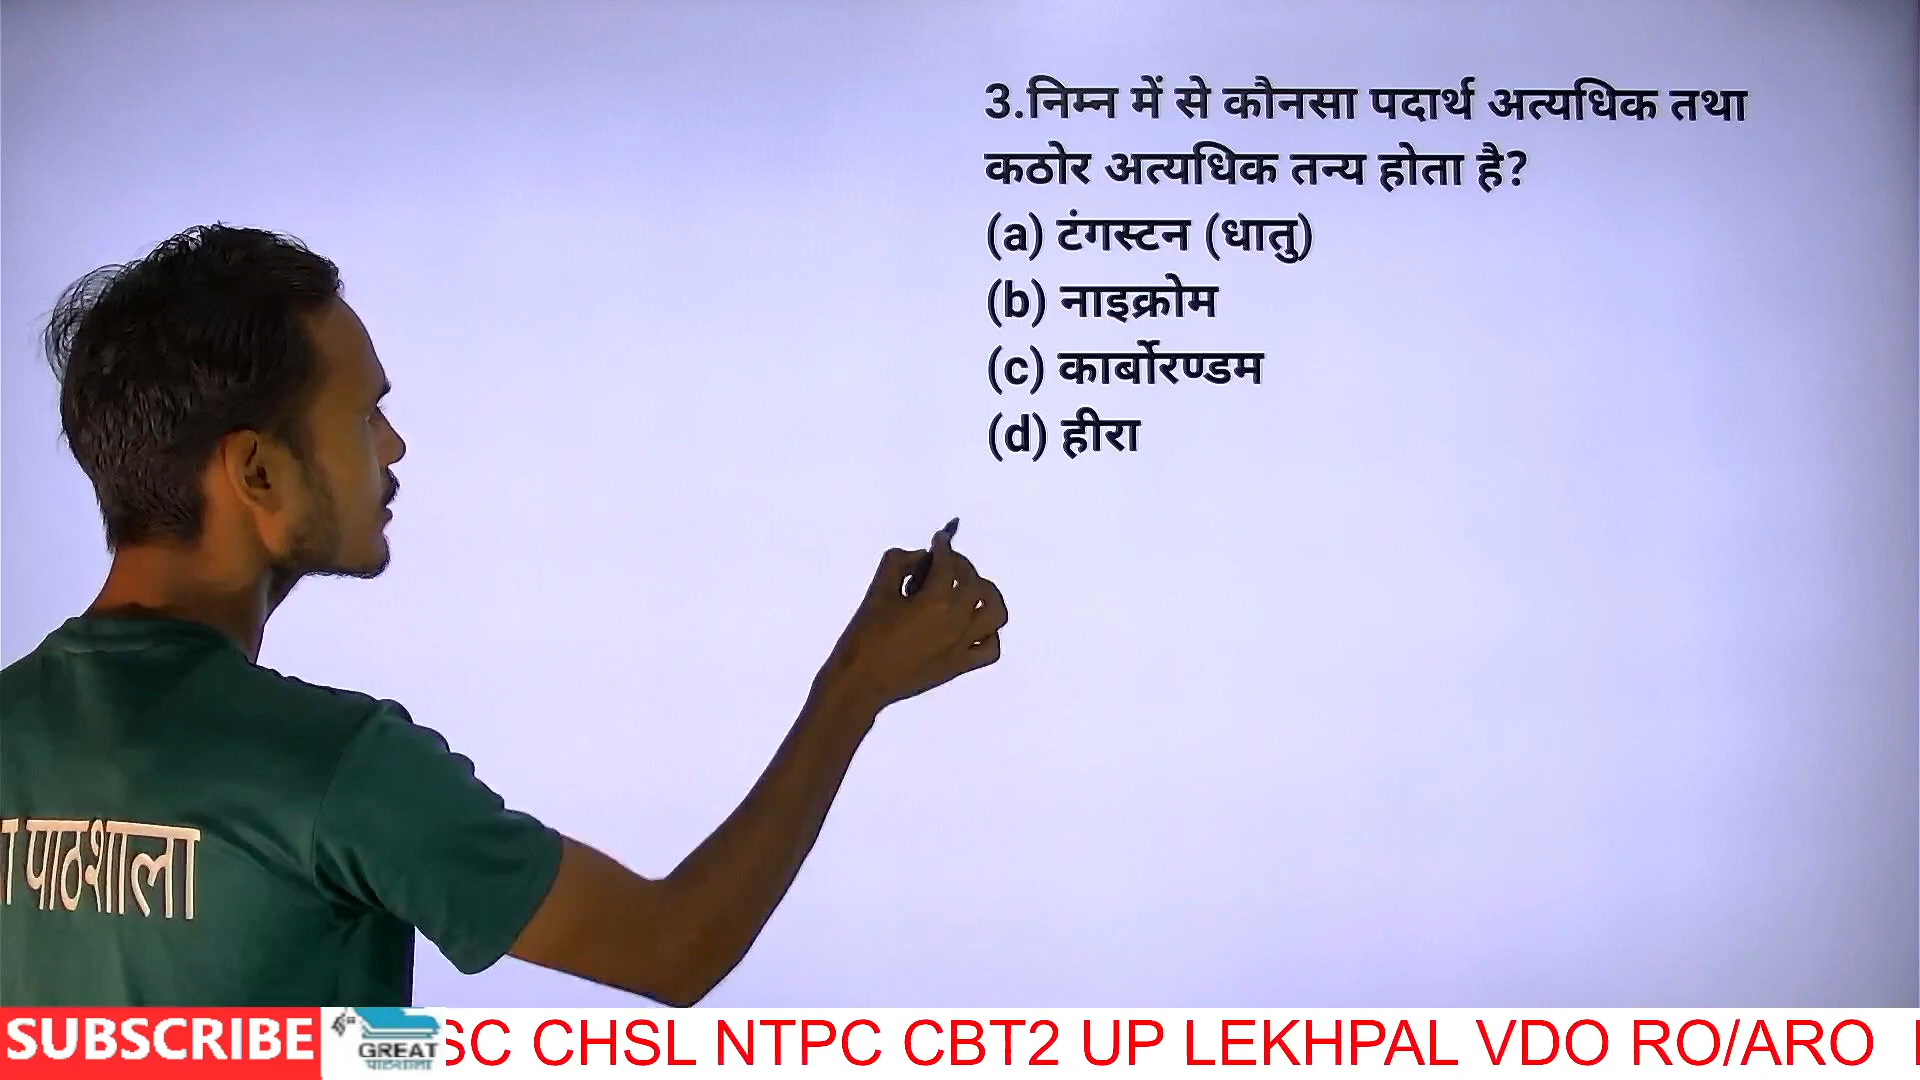 3.निम्न में से कौनसा पदार्थ अत्यधिक तथा
कठोर अत्यधिक तन्य होता है?
(a) टंगस्टन (धातु)
(b) नाइक्रोम
(c) कार्बोरण्डम
(d) हीरा
पाठशाला
SUBSCRIBE
GREAT
पाठशाला
SC CHSL NTPC CBT2 UP LEKHPAL VDO RO/ARO